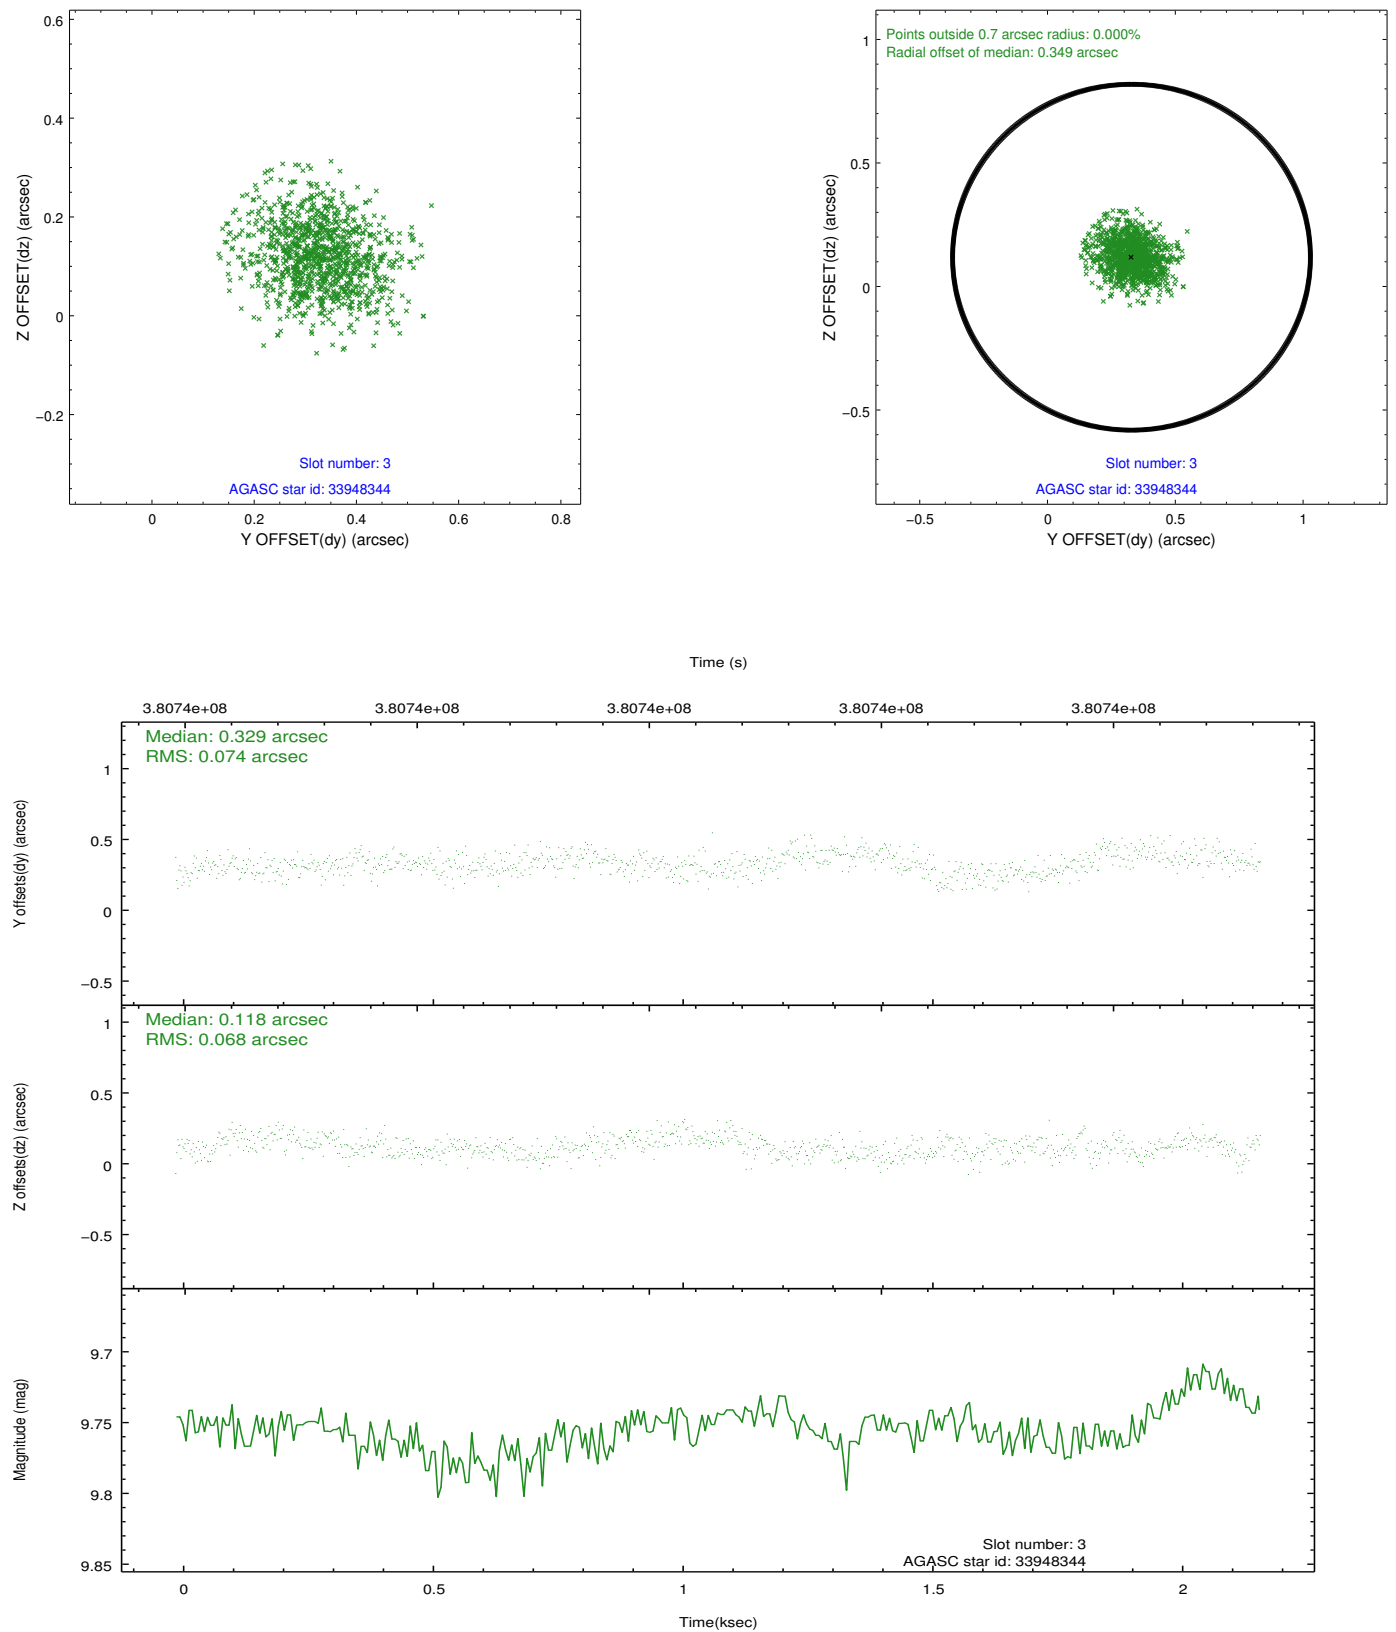 0.6
0.4
0.2
0
−0.2
Z OFFSET(dz) (arcsec)
Slot number: 3
AGASC star id: 33948344
0 0.2 0.4 0.6 0.8
Y OFFSET(dy) (arcsec)
Points outside 0.7 arcsec radius: 0.000%
Radial offset of median: 0.349 arcsec
1
0.5
0
−0.5
Z OFFSET(dz) (arcsec)
Slot number: 3
AGASC star id: 33948344
−0.5 0 0.5 1
Y OFFSET(dy) (arcsec)
Time (s)
3.8074e+08 3.8074e+08 3.8074e+08 3.8074e+08 3.8074e+08
Median: 0.329 arcsec
RMS: 0.074 arcsec
1
0.5
0
−0.5
Y offsets(dy) (arcsec)
Median: 0.118 arcsec
RMS: 0.068 arcsec
1
0.5
0
−0.5
Z offsets(dz) (arcsec)
9.7
9.75
9.8
9.85
Magnitude (mag)
Slot number: 3
AGASC star id: 33948344
0 0.5 1 1.5 2
Time(ksec)